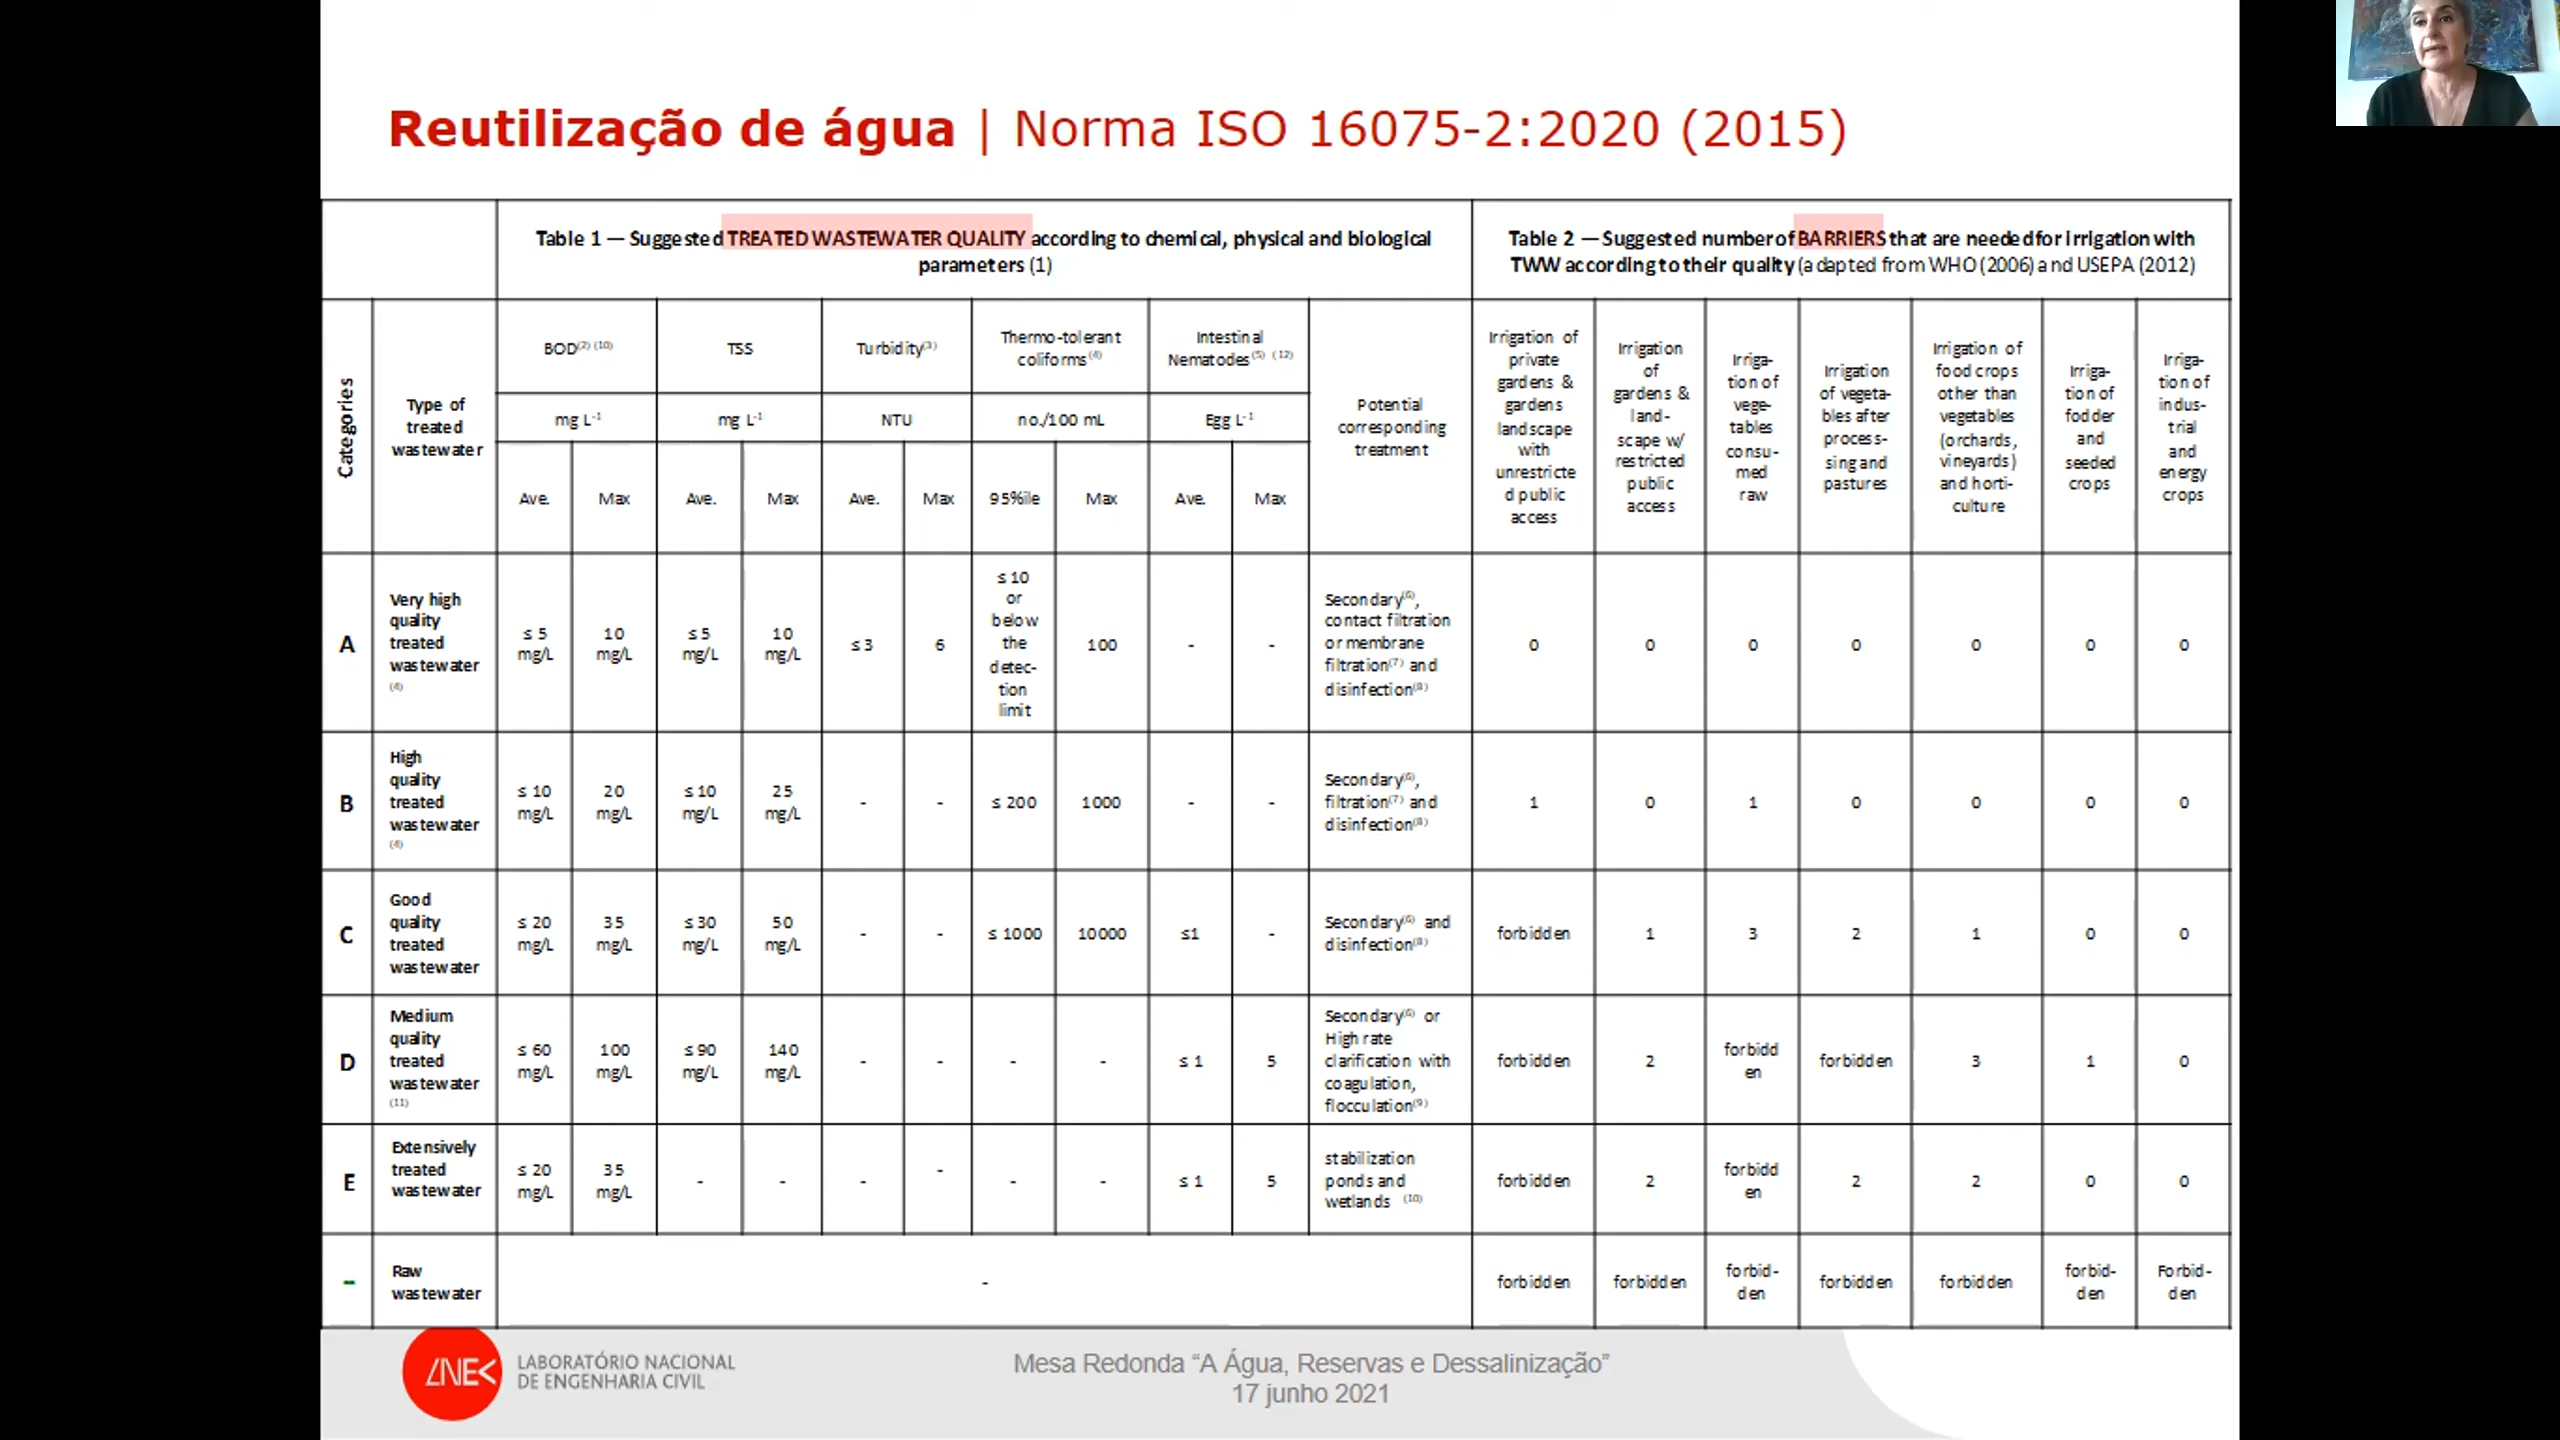 Reutilização de água | Norma ISO 16075-2:2020 (2015)
Table 1 — Suggested TREATED WASTEWATER QUALITY according to chemical, physical and biological
parameters (1)
Table 2 — Suggested number of BARRIERS that are needed for irrigation with
TWW according to their quality (adapted from WHO (2006) and USEPA (2012)
Categories
Type of
treated
wastewater
BOD(2) (10)
TSS
Turbidity(3)
Thermo-tolerant
coliforms(4)
Intestinal
Nematodes(5) (12)
mg L-1
mg L-1
NTU
no./100 mL
Egg L-1
Ave.
Max
Ave.
Max
Ave.
Max
95%ile
Max
Ave.
Max
Potential
corresponding
treatment
Irrigation of
private
gardens &
gardens
landscape
with
unrestricte
d public
access
Irrigation
of
gardens &
land-
scape w/
restricted
public
access
Irriga-
tion of
vege-
tables
consu-
med
raw
Irrigation
of vegeta-
bles after
process-
sing and
pastures
Irrigation of
food crops
other than
vegetables
(orchards,
vineyards)
and horti-
culture
Irriga-
tion of
fodder
and
seeded
crops
Irriga-
tion of
indus-
trial
and
energy
crops
A
Very high
quality
treated
wastewater
(4)
≤ 5
mg/L
10
mg/L
≤ 5
mg/L
10
mg/L
≤ 3
6
≤ 10
or
below
the
detec-
tion
limit
100
-
-
Secondary(6),
contact filtration
or membrane
filtration(7) and
disinfection(8)
0
0
0
0
0
0
0
B
High
quality
treated
wastewater
(4)
≤ 10
mg/L
20
mg/L
≤ 10
mg/L
25
mg/L
-
-
≤ 200
1000
-
-
Secondary(6),
filtration(7) and
disinfection(8)
1
0
1
0
0
0
0
C
Good
quality
treated
wastewater
≤ 20
mg/L
35
mg/L
≤ 30
mg/L
50
mg/L
-
-
≤ 1000
10000
≤1
-
Secondary(6) and
disinfection(8)
forbidden
1
3
2
1
0
0
D
Medium
quality
treated
wastewater
(11)
≤ 60
mg/L
100
mg/L
≤ 90
mg/L
140
mg/L
-
-
-
-
≤ 1
5
Secondary(6) or
High rate
clarification with
coagulation,
flocculation(9)
forbidden
2
forbidd
en
forbidden
3
1
0
E
Extensively
treated
wastewater
≤ 20
mg/L
35
mg/L
-
-
-
-
-
-
≤ 1
5
stabilization
ponds and
wetlands (10)
forbidden
2
forbidd
en
2
2
0
0
--
Raw
wastewater
-
forbidden
forbidden
forbid-
den
forbidden
forbidden
forbid-
den
Forbid-
den
LNEC
LABORATÓRIO NACIONAL
DE ENGENHARIA CIVIL
Mesa Redonda “A Água, Reservas e Dessalinização”
17 junho 2021